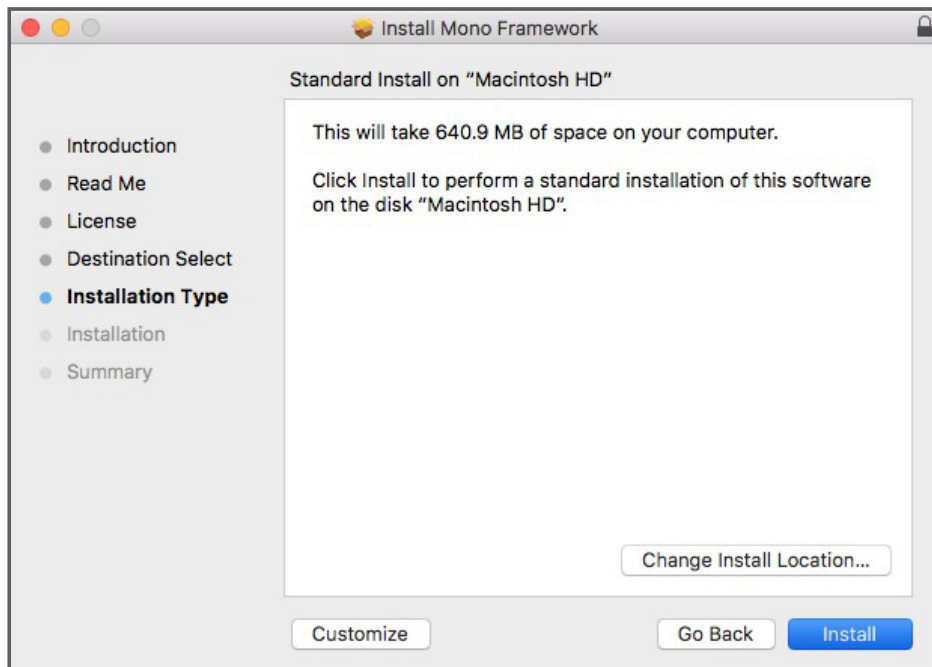 Install Mono Framework
Standard Install on “Macintosh HD”
Introduction
Read Me
License
Destination Select
Installation Type
Installation
Summary
This will take 640.9 MB of space on your computer.
Click Install to perform a standard installation of this software
on the disk “Macintosh HD”.
Change Install Location...
Customize
Go Back
Install